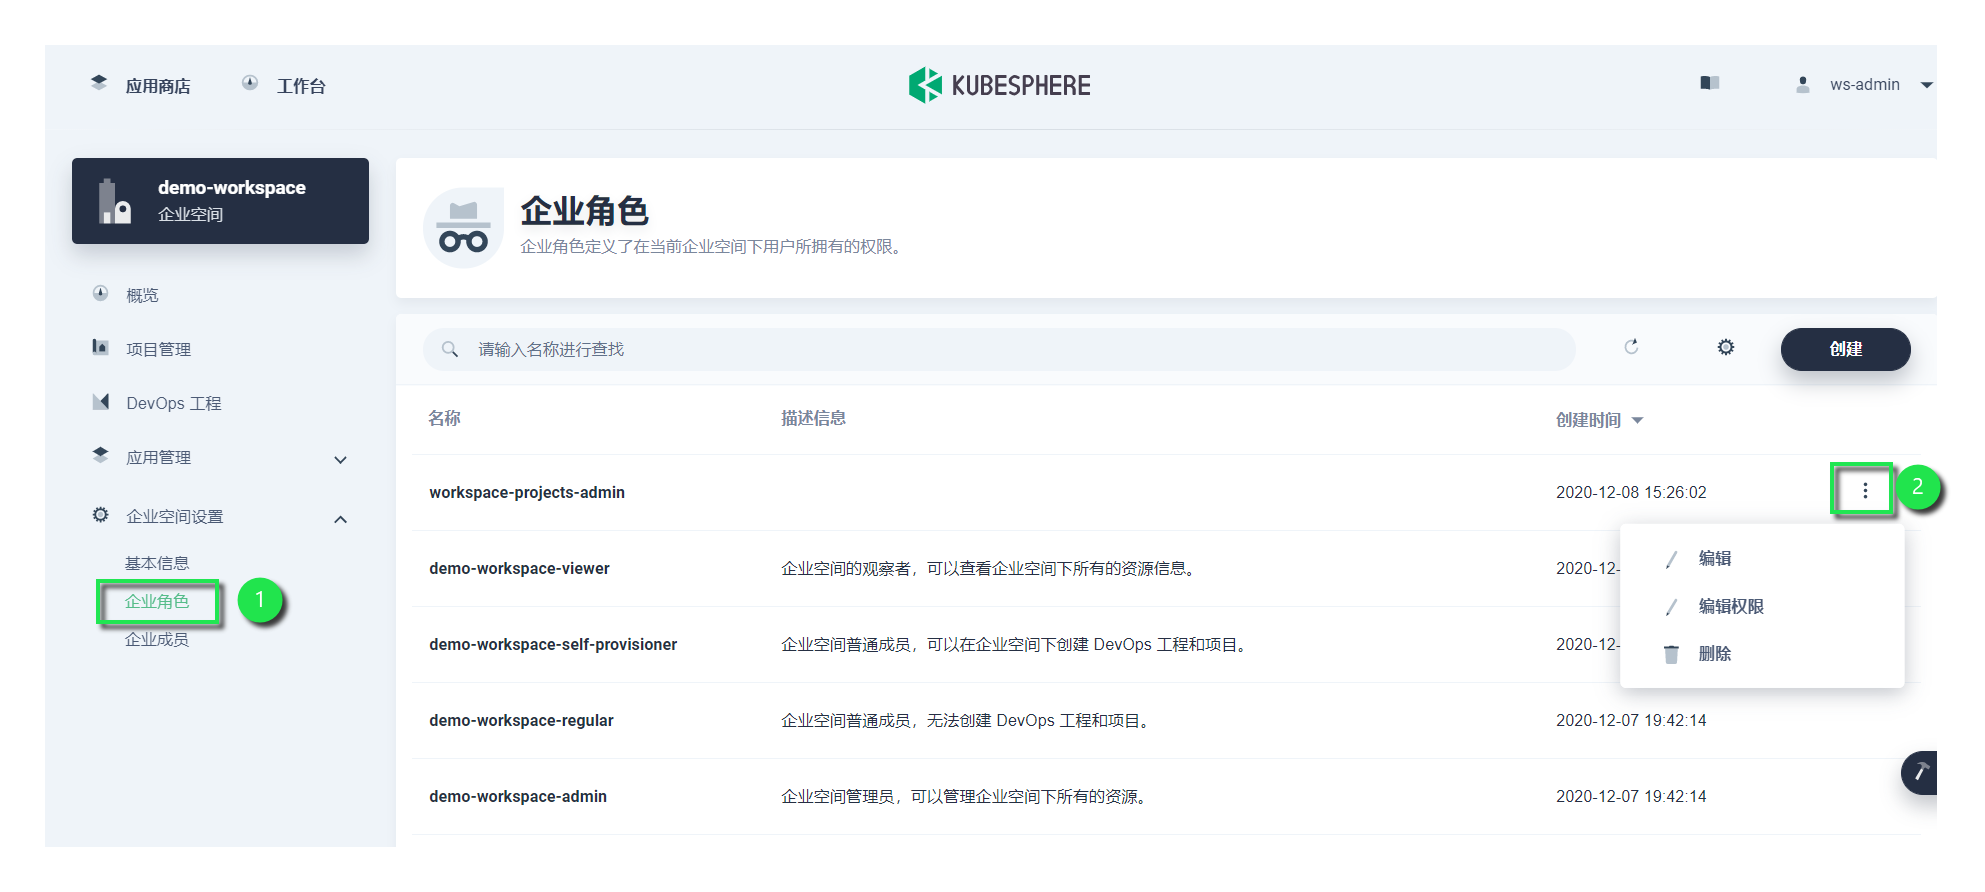 应用商店 工作台 KUBESPHERE ws-admin
demo-workspace
企业空间
概览
项目管理
DevOps 工程
应用管理
企业空间设置
基本信息
企业角色 1
企业成员
企业角色
企业角色定义了在当前企业空间下用户所拥有的权限。
请输入名称进行查找 创建
名称 描述信息 创建时间
workspace-projects-admin 2020-12-08 15:26:02 2
demo-workspace-viewer 企业空间的观察者，可以查看企业空间下所有的资源信息。 2020-12-
demo-workspace-self-provisioner 企业空间普通成员，可以在企业空间下创建 DevOps 工程和项目。 2020-12-
demo-workspace-regular 企业空间普通成员，无法创建 DevOps 工程和项目。 2020-12-07 19:42:14
demo-workspace-admin 企业空间管理员，可以管理企业空间下所有的资源。 2020-12-07 19:42:14
编辑
编辑权限
删除